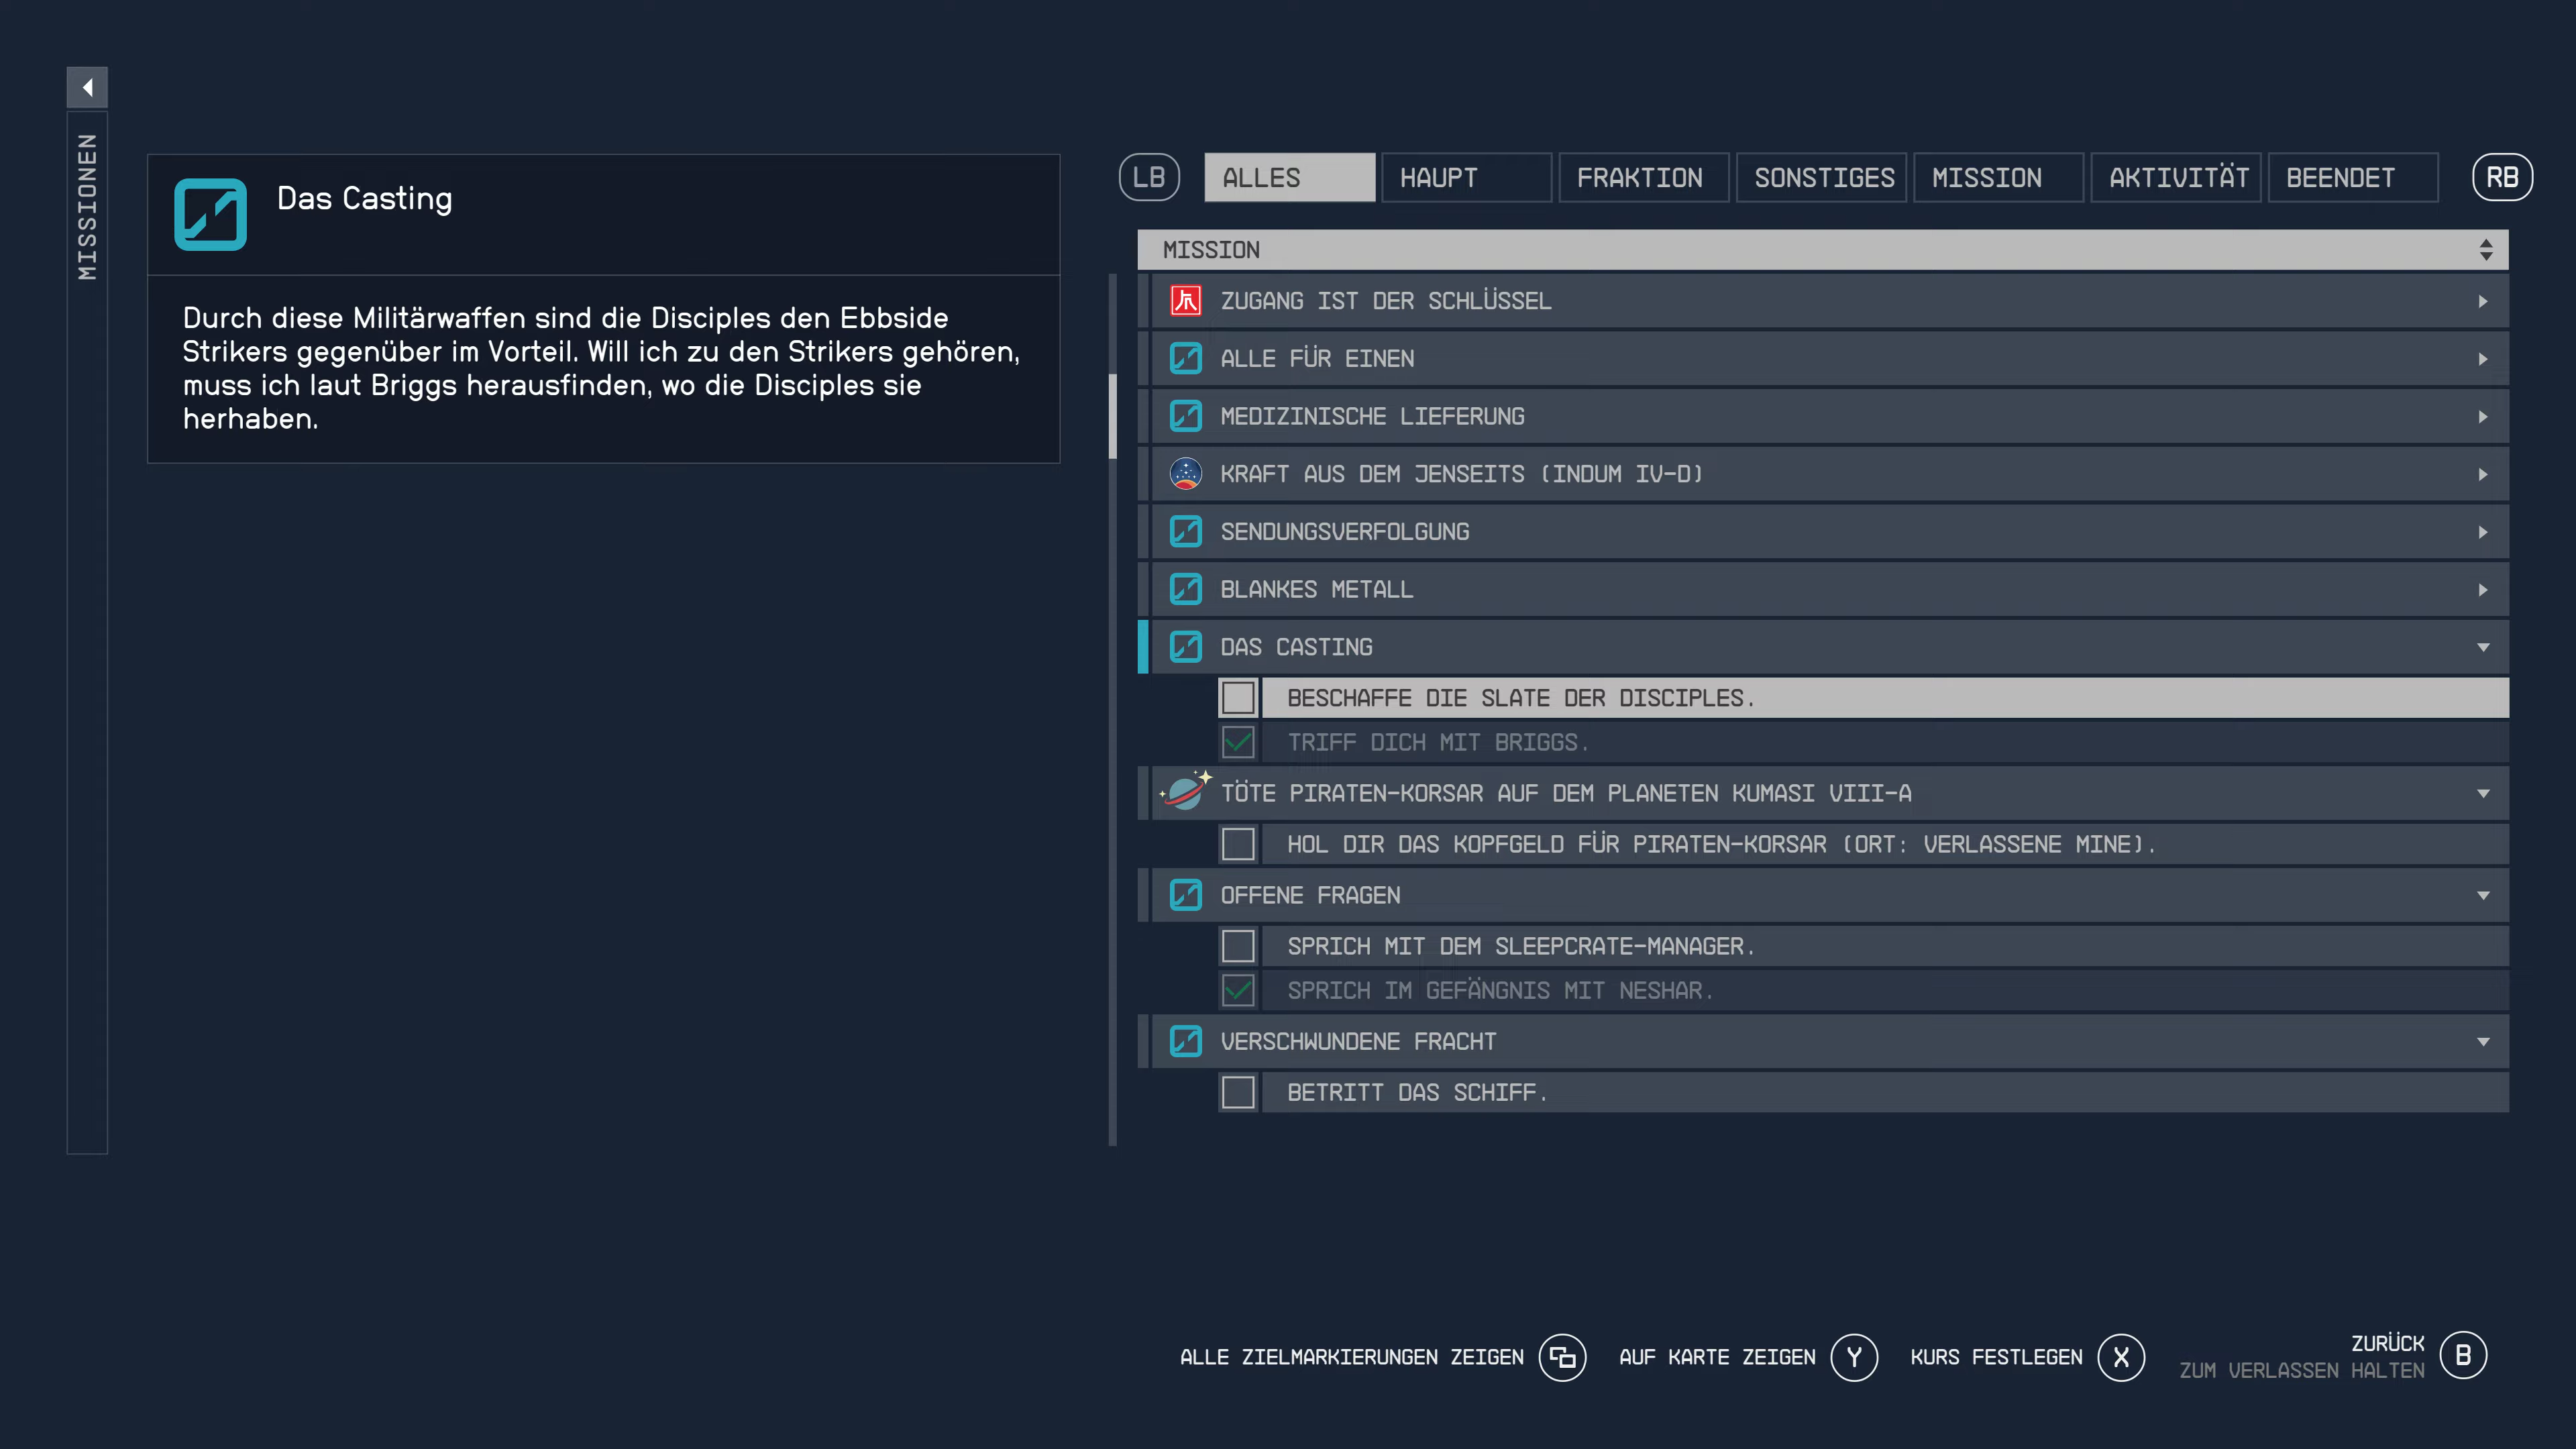 MISSIONEN
Das Casting
Durch diese Militärwaffen sind die Disciples den Ebbside
Strikers gegenüber im Vorteil. Will ich zu den Strikers gehören,
muss ich laut Briggs herausfinden, wo die Disciples sie
herhaben.
LB ALLES HAUPT FRAKTION SONSTIGES MISSION AKTIVITÄT BEENDET RB
MISSION
ZUGANG IST DER SCHLÜSSEL
ALLE FÜR EINEN
MEDIZINISCHE LIEFERUNG
KRAFT AUS DEM JENSEITS (INDUM IV-D)
SENDUNGSVERFOLGUNG
BLANKES METALL
DAS CASTING
BESCHAFFE DIE SLATE DER DISCIPLES.
TRIFF DICH MIT BRIGGS.
TÖTE PIRATEN-KORSAR AUF DEM PLANETEN KUMASI VIII-A
HOL DIR DAS KOPFGELD FÜR PIRATEN-KORSAR (ORT: VERLASSENE MINE).
OFFENE FRAGEN
SPRICH MIT DEM SLEEPCRATE-MANAGER.
SPRICH IM GEFÄNGNIS MIT NESHAR.
VERSCHWUNDENE FRACHT
BETRITT DAS SCHIFF.
ALLE ZIELMARKIERUNGEN ZEIGEN AUF KARTE ZEIGEN Y KURS FESTLEGEN X ZURÜCK B
ZUM VERLASSEN HALTEN